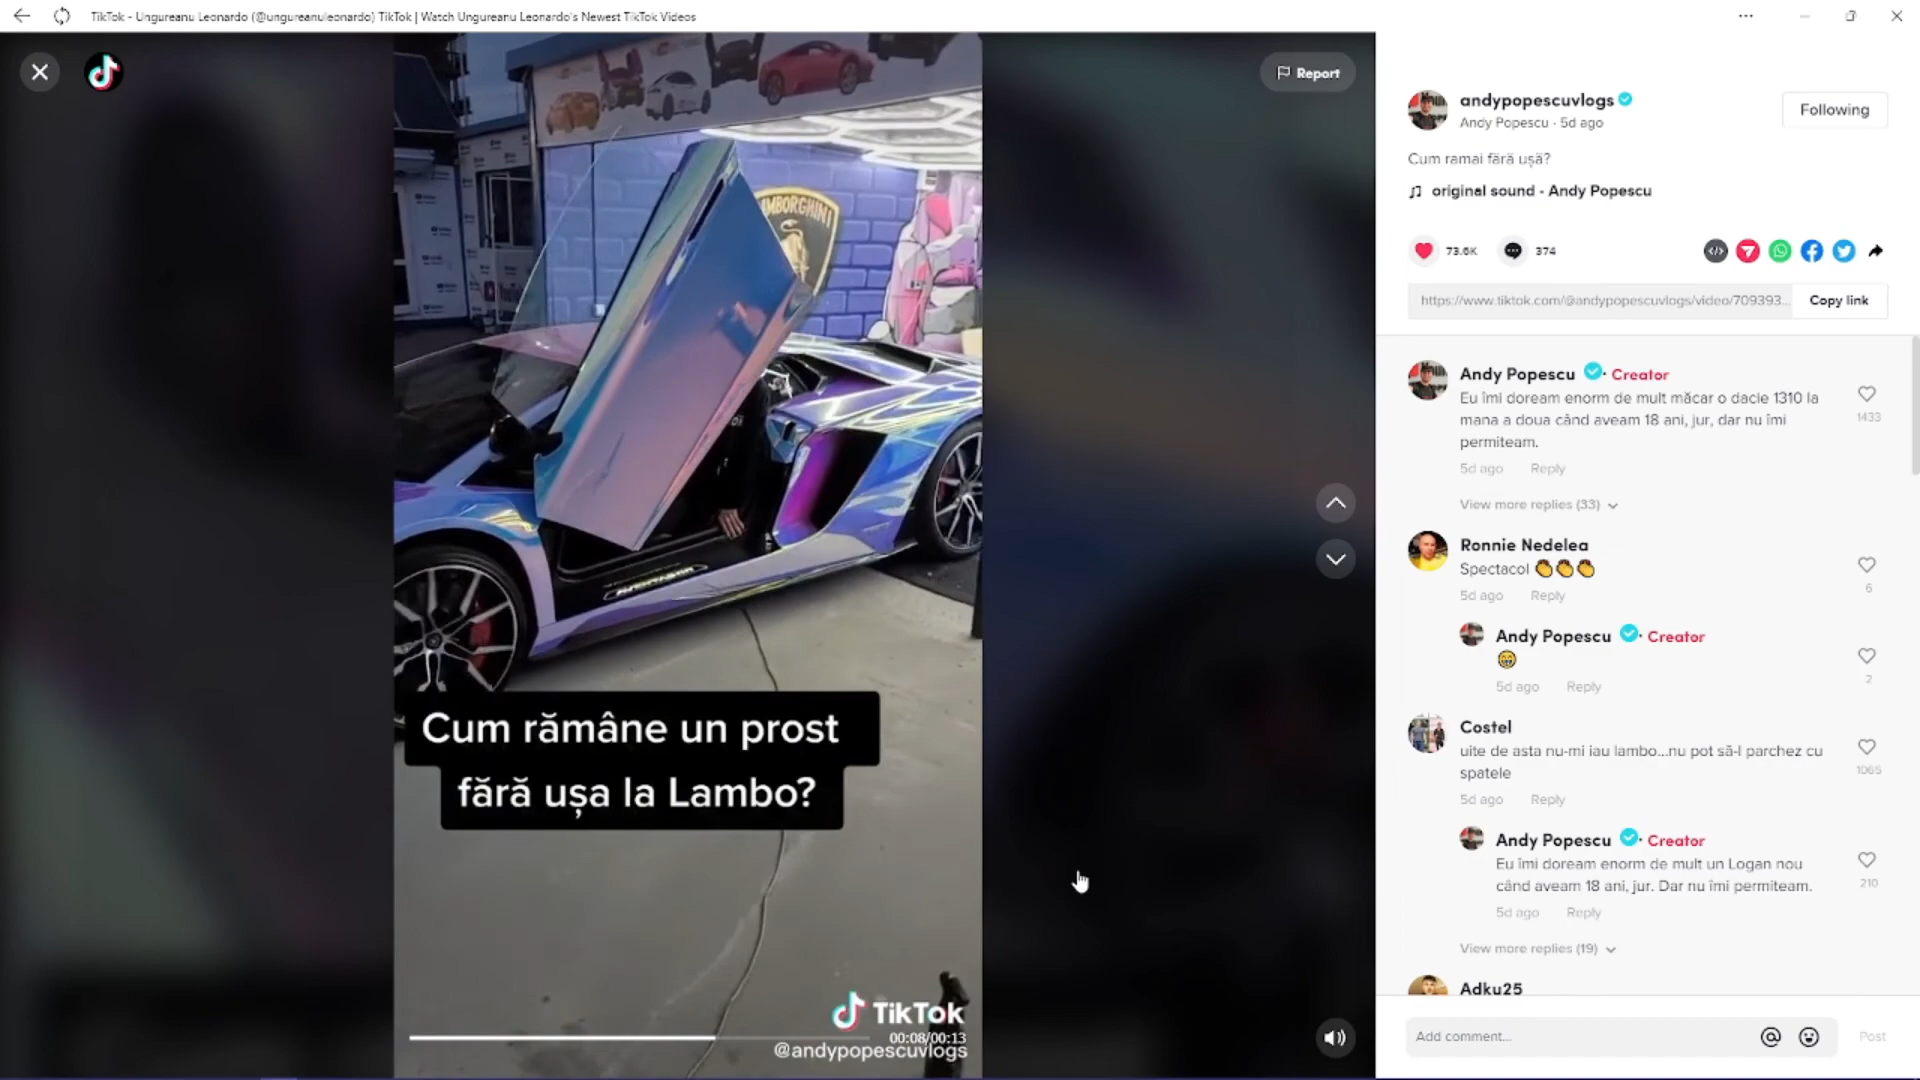 TikTok - Ungureanu Leonardo (@ungureanuleonardo) TikTok | Watch Ungureanu Leonardo's Newest TikTok Videos
Report
LAMBORGHINI
Cum rămâne un prost
fără ușa la Lambo?
TikTok
00:08/00:13
@andypopescuvlogs
andypopescuvlogs
Andy Popescu · 5d ago
Following
Cum ramai fără ușă?
original sound - Andy Popescu
73.6K
374
https://www.tiktok.com/@andypopescuvlogs/video/709393...
Copy link
Andy Popescu · Creator
Eu îmi doream enorm de mult măcar o dacie 1310 la
mana a doua când aveam 18 ani, jur, dar nu îmi
permiteam.
1433
5d ago Reply
View more replies (33)
Ronnie Nedelea
Spectacol 👏👏👏
6
5d ago Reply
Andy Popescu · Creator
😁
2
5d ago Reply
Costel
uite de asta nu-mi iau lambo...nu pot să-l parchez cu
spatele
1065
5d ago Reply
Andy Popescu · Creator
Eu îmi doream enorm de mult un Logan nou
când aveam 18 ani, jur. Dar nu îmi permiteam.
210
5d ago Reply
View more replies (19)
Adku25
Add comment...
Post